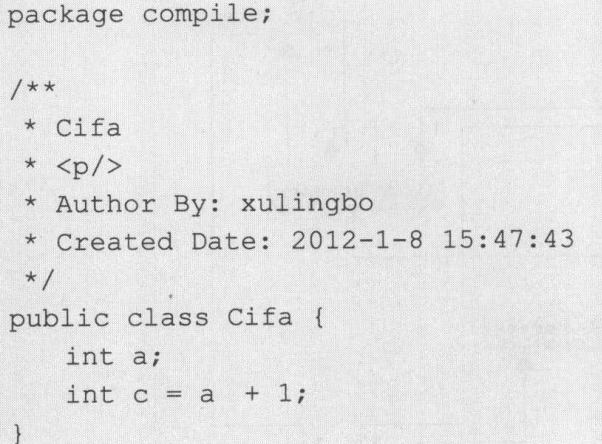 package compile;
/**
 * Cifa
 * <p/>
 * Author By: xulingbo
 * Created Date: 2012-1-8 15:47:43
 */
public class Cifa {
    int a;
    int c = a  + 1;
}